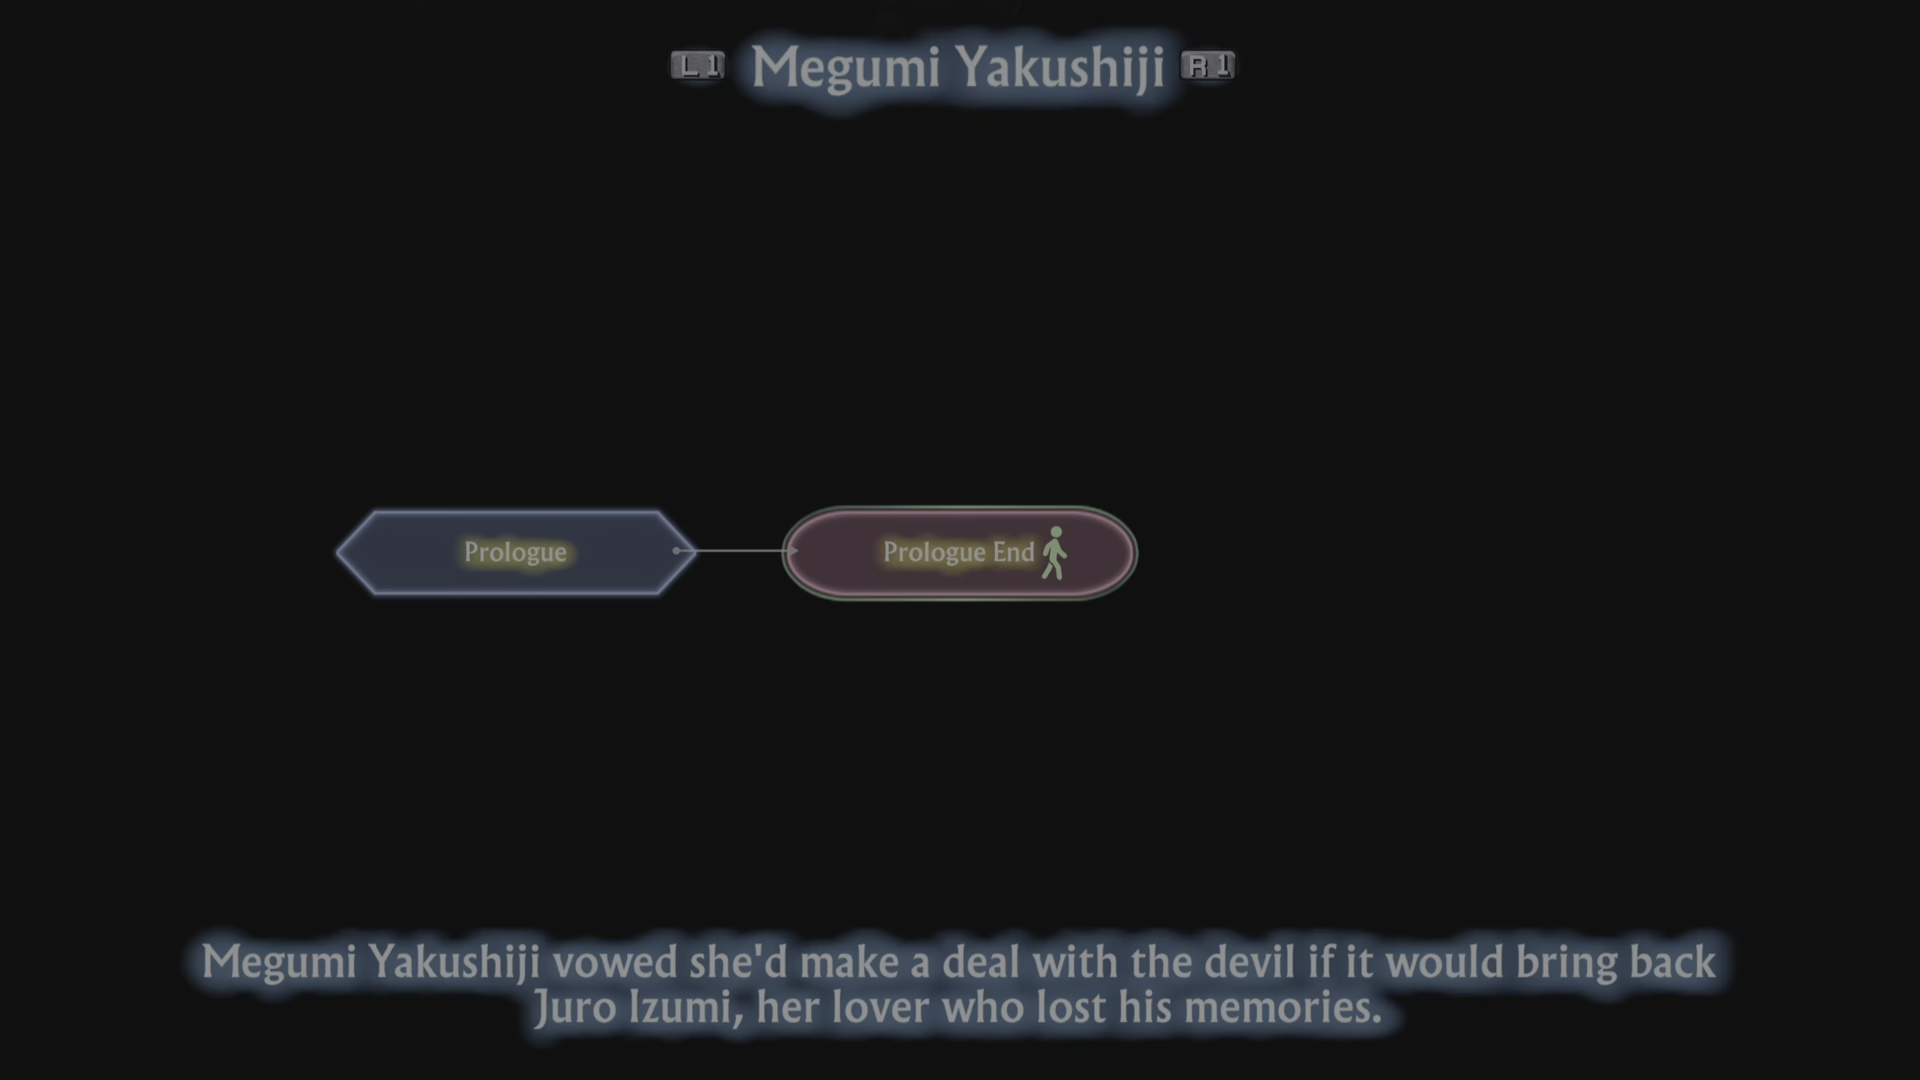 L1 Megumi Yakushiji R1
Prologue
Prologue End
Megumi Yakushiji vowed she'd make a deal with the devil if it would bring back
Juro Izumi, her lover who lost his memories.